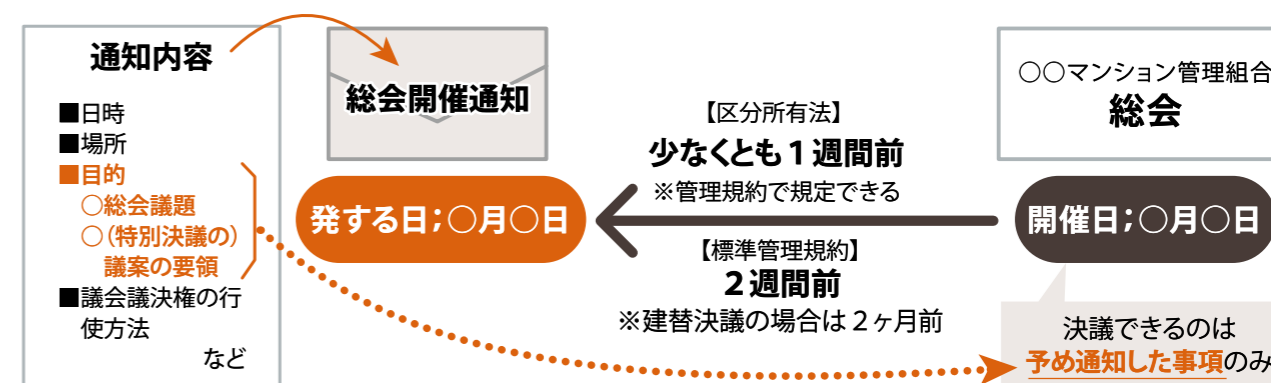 通知内容
■日時
■場所
■目的
○総会議題
○(特別決議の)
議案の要領
■議会議決権の行
使方法
など
総会開催通知
発する日;○月○日
【区分所有法】
少なくとも1週間前
※管理規約で規定できる
【標準管理規約】
2週間前
※建替決議の場合は2ヶ月前
○○マンション管理組合
総会
開催日;○月○日
決議できるのは
予め通知した事項のみ